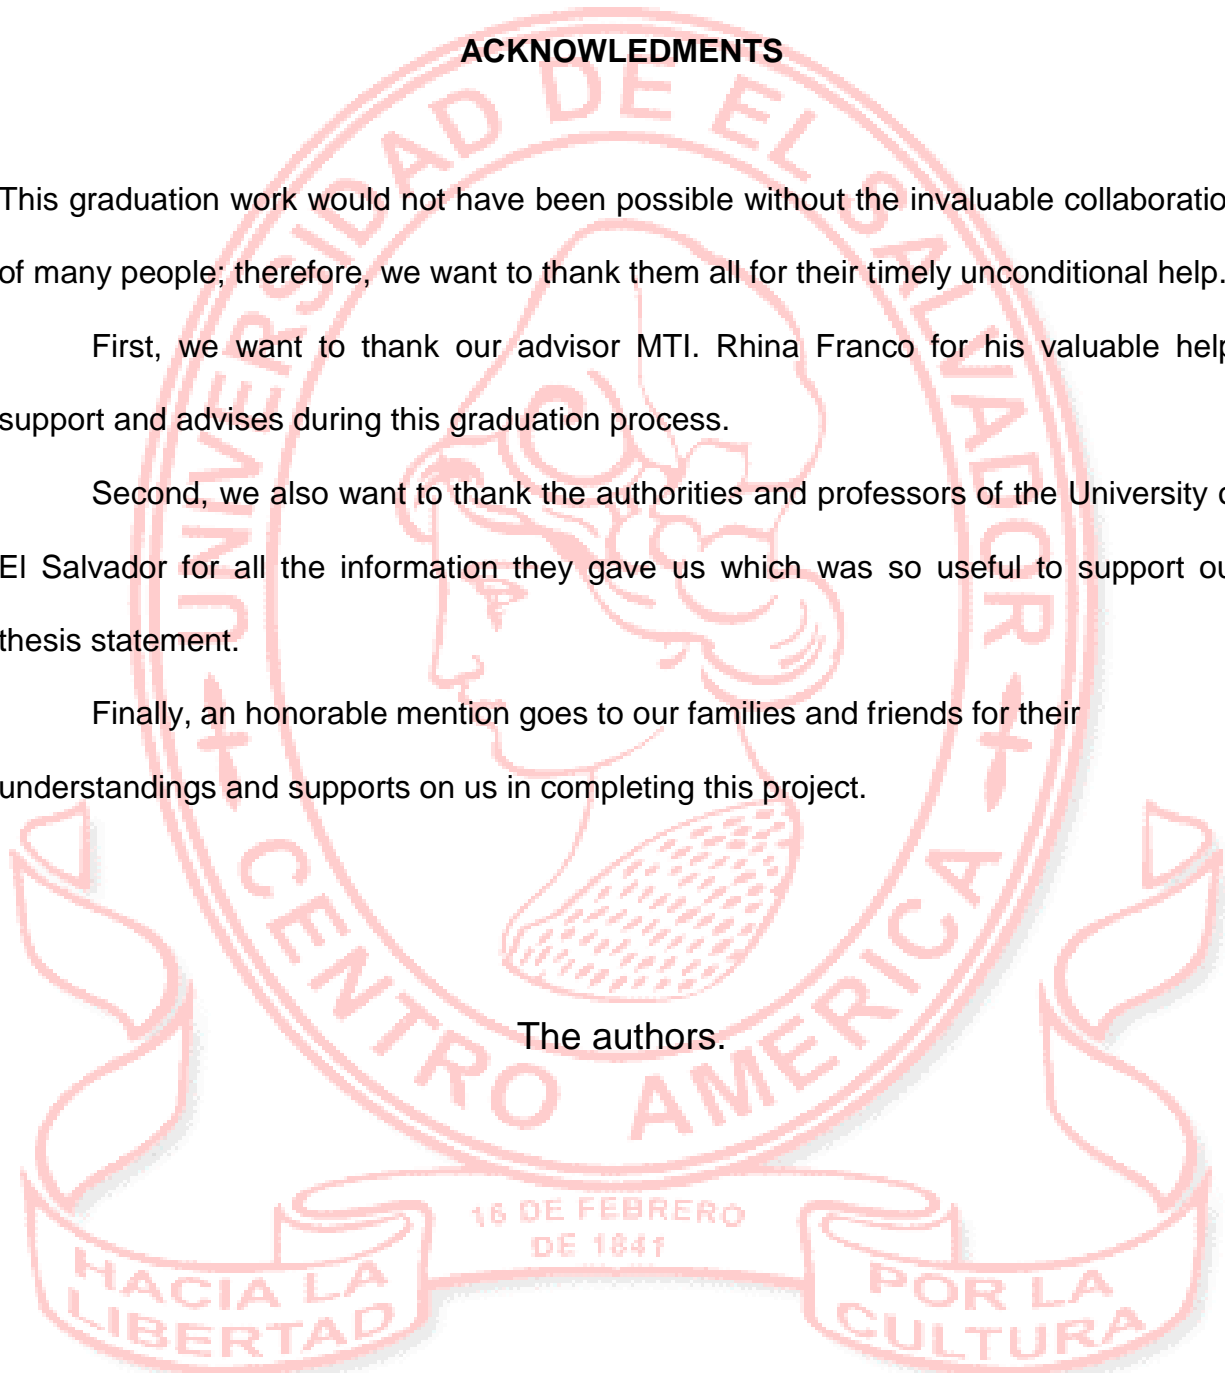 ACKNOWLEDMENTS
This graduation work would not have been possible without the invaluable collaboratio
of many people; therefore, we want to thank them all for their timely unconditional help.
First, we want to thank our advisor MTI. Rhina Franco for his valuable help
support and advises during this graduation process.
Second, we also want to thank the authorities and professors of the University o
El Salvador for all the information they gave us which was so useful to support ou
thesis statement.
Finally, an honorable mention goes to our families and friends for their
understandings and supports on us in completing this project.
The authors.
UNIVERSIDAD DE EL SALVADOR
CENTRO AMERICA
16 DE FEBRERO
DE 1841
HACIA LA
LIBERTAD
POR LA
CULTURA